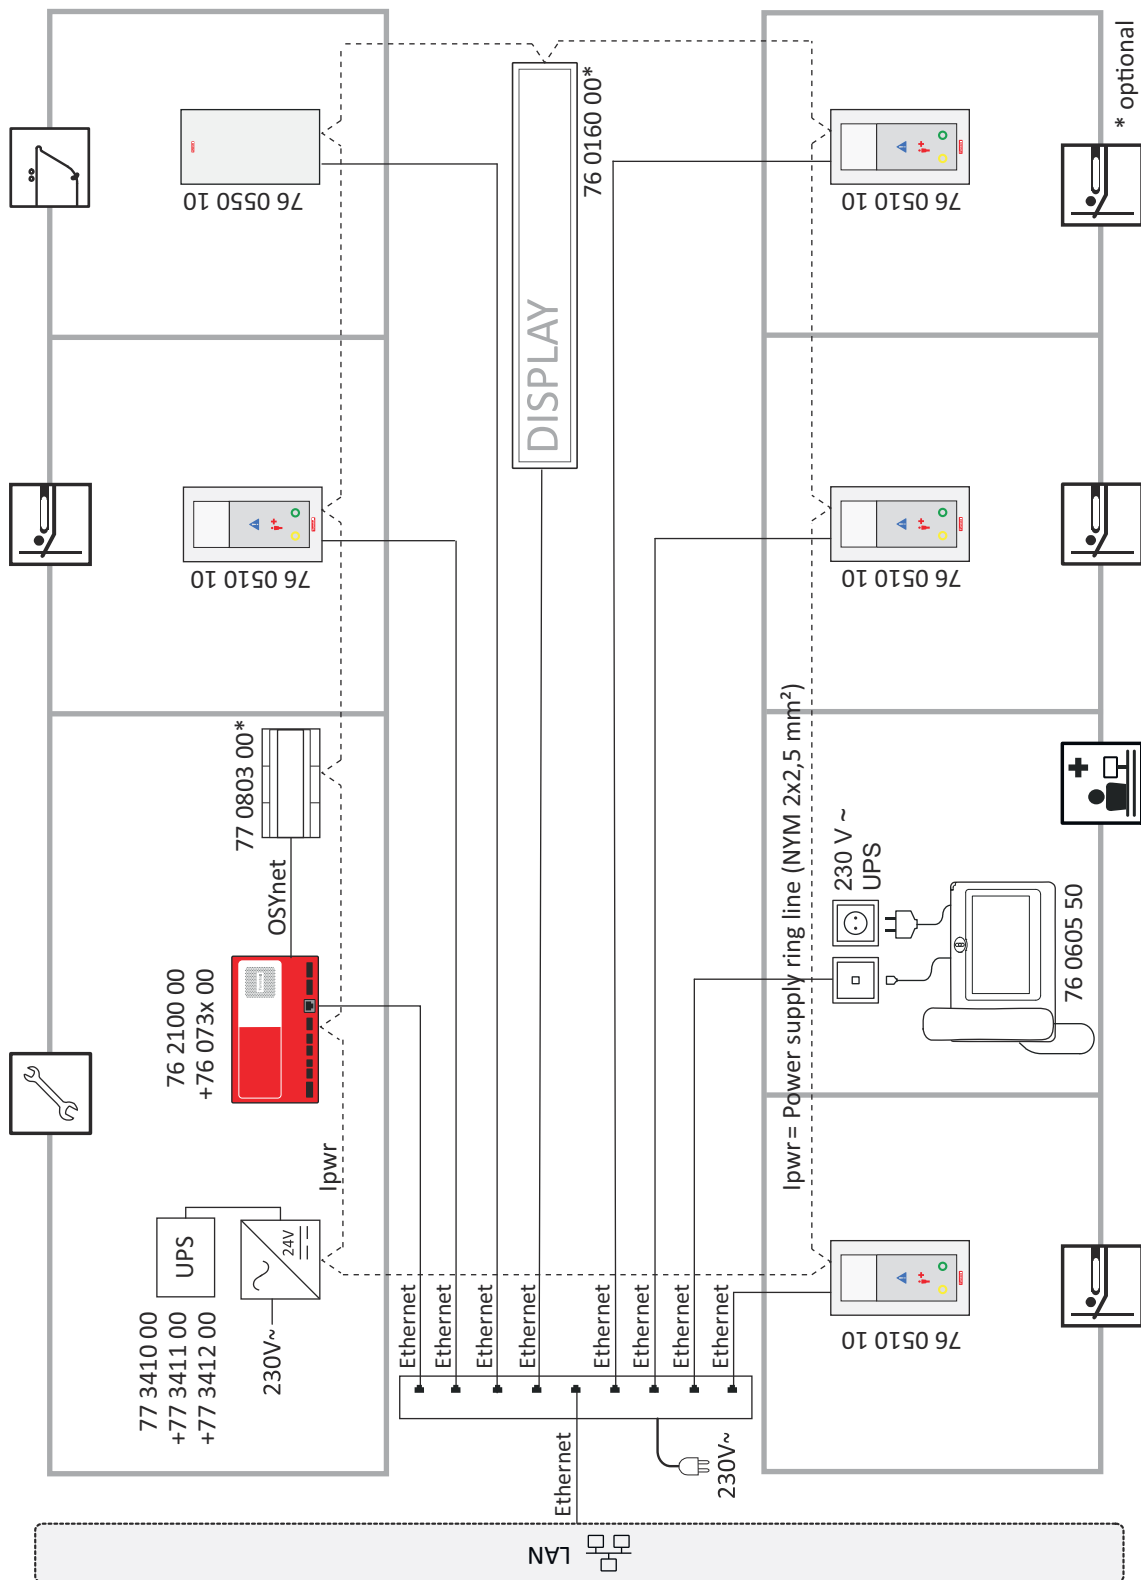 76 0550 10
76 0160 00*
DISPLAY
76 0510 10
* optional
76 0510 10
76 0510 10
77 0803 00*
OSYnet
76 2100 00
+76 073x 00
Ipwr
Ipwr = Power supply ring line (NYM 2x2,5 mm²)
230 V ~
UPS
76 0605 50
UPS
24V
77 3410 00
+77 3411 00
+77 3412 00
230V~
76 0510 10
Ethernet
Ethernet
Ethernet
Ethernet
Ethernet
Ethernet
Ethernet
Ethernet
Ethernet
230V~
LAN